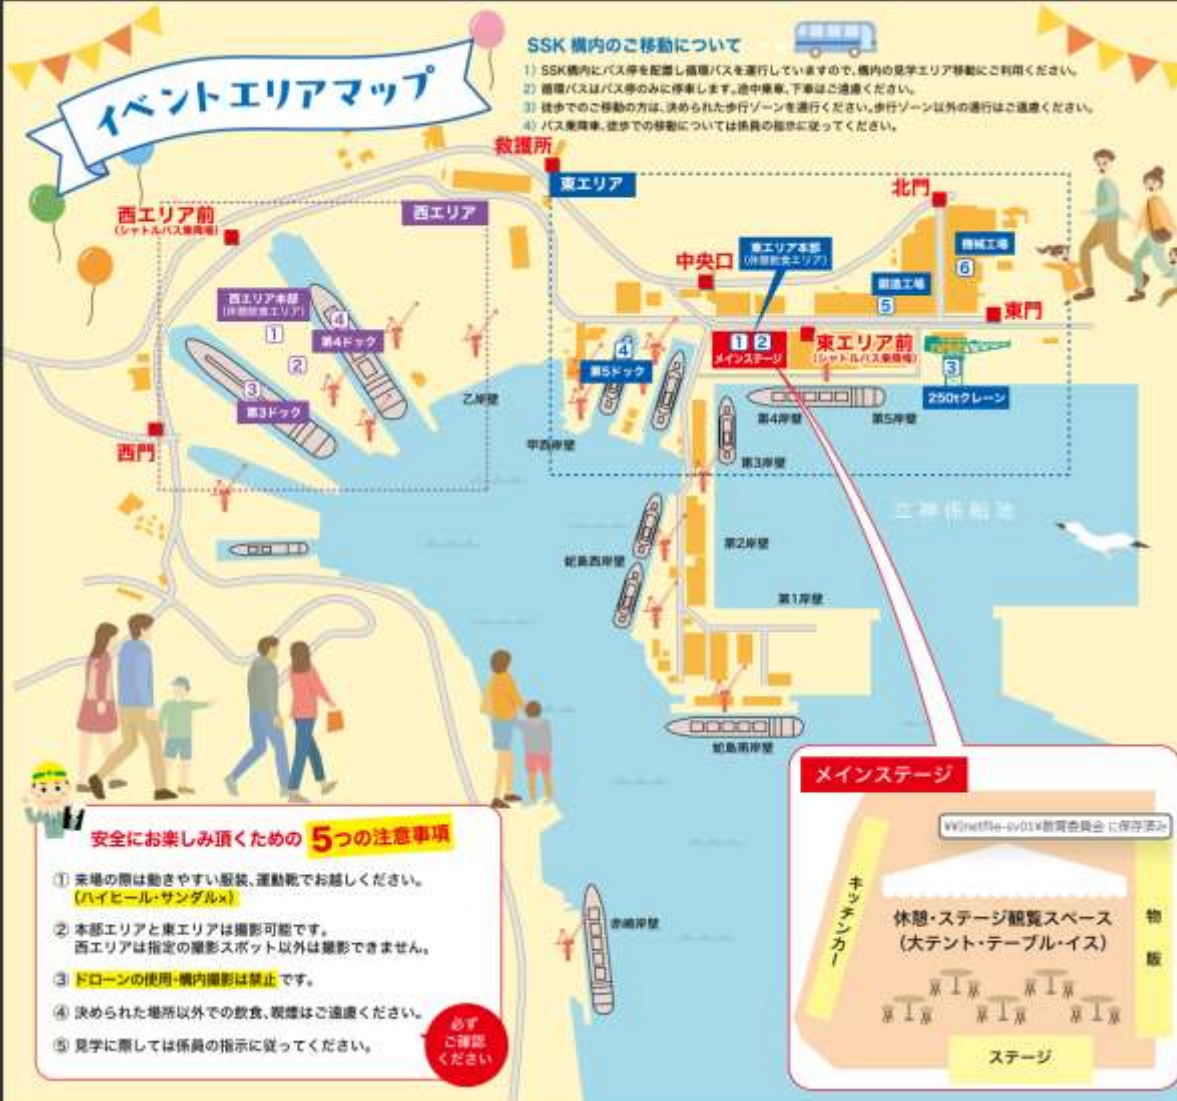 イベントエリアマップ
SSK 構内のご移動について
1) SSK構内にバス停を配置し循環バスを運行していますので、構内の見学エリア移動にご利用ください。
2) 循環バスはバス停のみに停車します。途中乗車、下車はご遠慮ください。
3) 徒歩でのご移動の方は、決められた歩行ゾーンを通行ください。歩行ゾーン以外の通行はご遠慮ください。
4) バス乗降車、徒歩での移動については係員の指示に従ってください。
救護所
東エリア
北門
西エリア前
(シャトルバス乗降場)
西エリア
東エリア本部
(休憩飲食エリア)
機械工場
6
中央口
鍛造工場
5
西エリア本部
(休憩飲食エリア)
1
4
第4ドック
2
東門
1 2
メインステージ
東エリア前
(シャトルバス乗降場)
4
第5ドック
3
250tクレーン
3
第3ドック
乙岸壁
第4岸壁
第5岸壁
西門
甲西岸壁
第3岸壁
立神係船池
第2岸壁
蛇島西岸壁
第1岸壁
蛇島南岸壁
赤崎岸壁
安全にお楽しみ頂くための 5つの注意事項
① 来場の際は動きやすい服装、運動靴でお越しください。
(ハイヒール・サンダル×)
② 本部エリアと東エリアは撮影可能です。
西エリアは指定の撮影スポット以外は撮影できません。
③ ドローンの使用・構内撮影は禁止です。
④ 決められた場所以外での飲食、喫煙はご遠慮ください。
⑤ 見学に際しては係員の指示に従ってください。
必ず
ご確認
ください
メインステージ
に保存済み
キッチンカー
休憩・ステージ観覧スペース
(大テント・テーブル・イス)
物販
ステージ